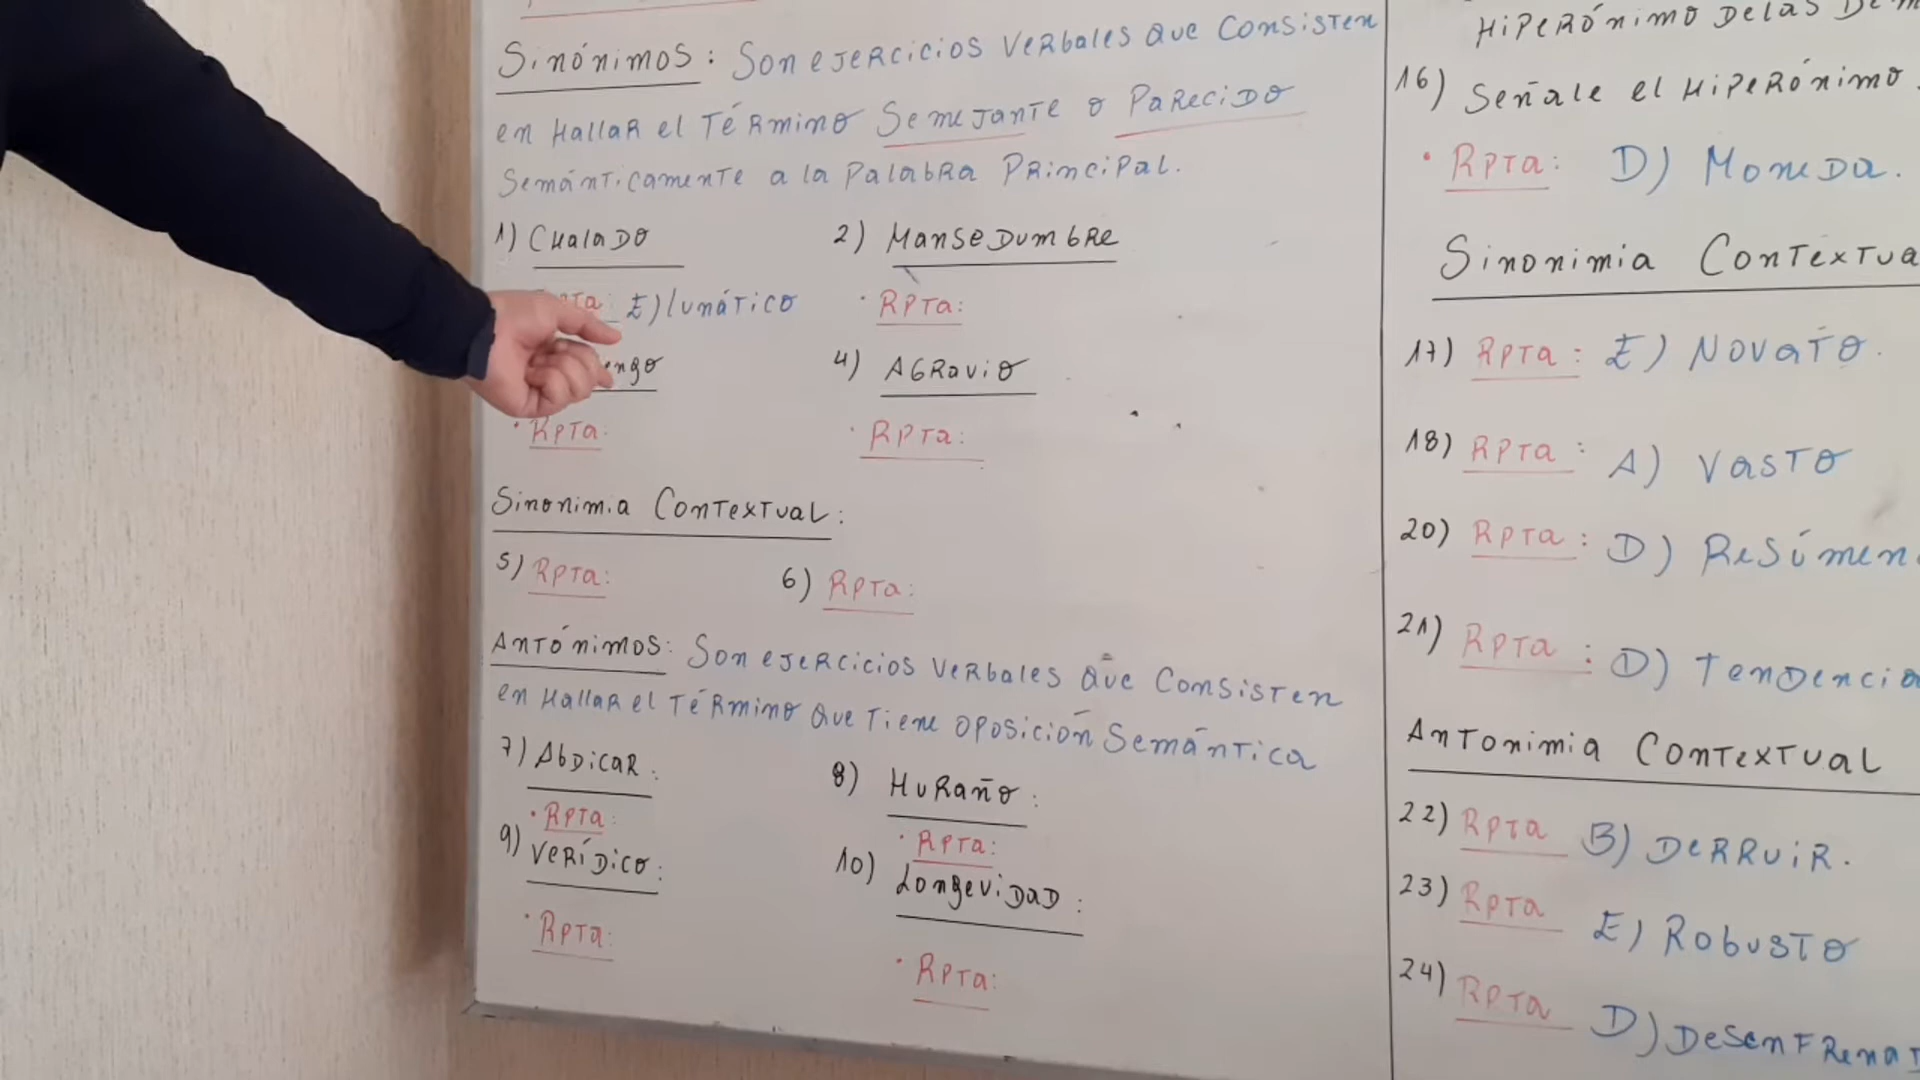 Sinónimos: Son ejercicios verbales que consisten
en hallar el término semejante o parecido
semánticamente a la palabra principal.
1) Chalado
2) Mansedumbre
E) lunático
• Rpta:
4) Agravio
• Rpta:
• Rpta:
Sinonimia Contextual:
5) Rpta:
6) Rpta:
Antónimos: Son ejercicios verbales que consisten
en hallar el término que tiene oposición semántica
7) Abdicar:
8) Huraño:
• Rpta:
• Rpta:
9) Verídico:
10) Longevidad:
• Rpta:
• Rpta:
Hiperónimo de las
16) Señale el hiperónimo
• Rpta: D) Moneda.
Sinonimia
17) Rpta: E) Novato.
18) Rpta: A) Vasto
20) Rpta: D) Resúmen
21) Rpta: D)
Antonimia Contextual
22) Rpta B) Derruir.
23) Rpta E) Robusto
24) Rpta D)